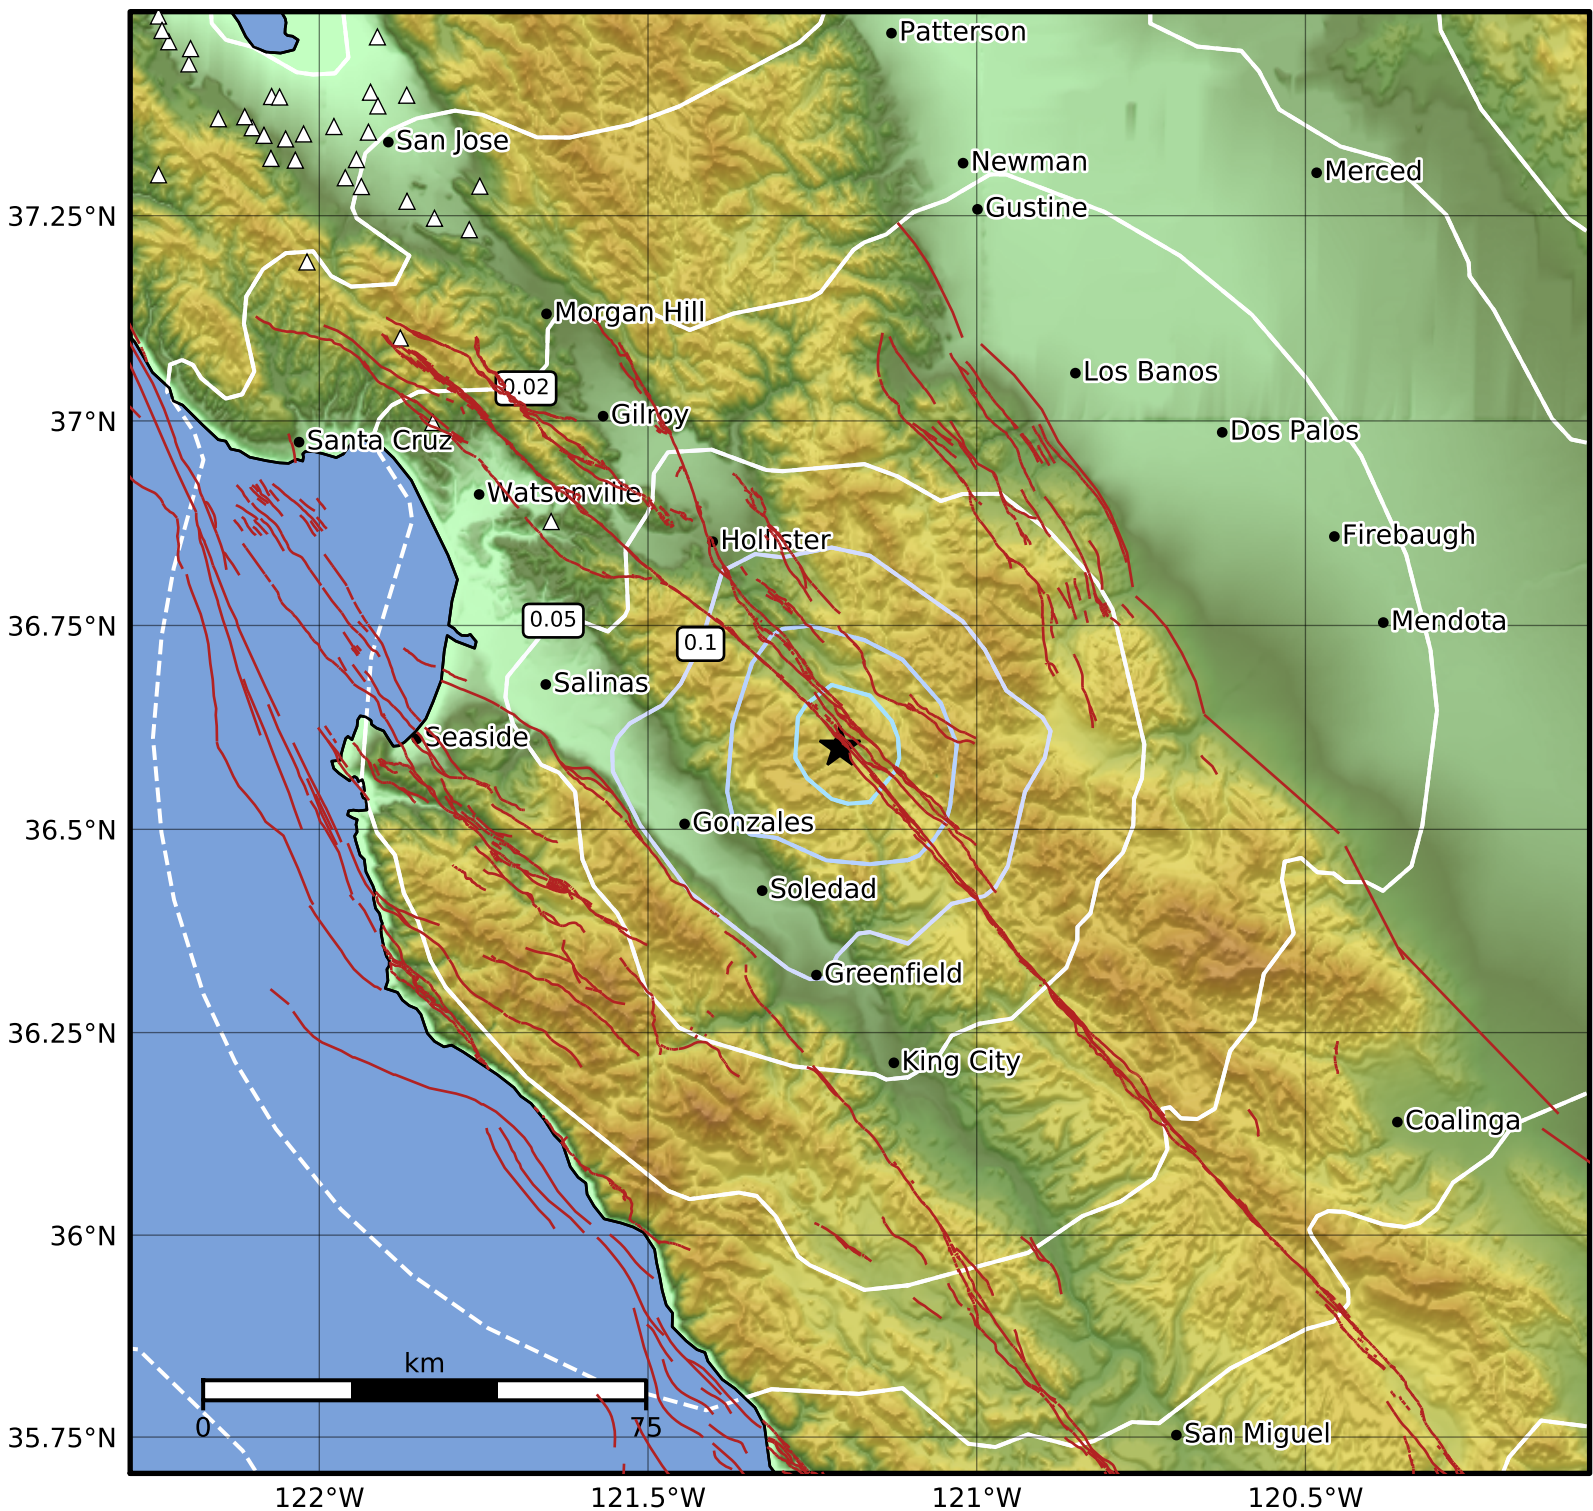 Patterson
San Jose
Newman
Merced
Gustine
37.25°N
Morgan Hill
Los Banos
0.02
Gilroy
37°N
Santa Cruz
Dos Palos
Watsonville
Hollister
Firebaugh
0.05
36.75°N
Mendota
0.1
Salinas
Seaside
Gonzales
36.5°N
Soledad
Greenfield
36.25°N
King City
Coalinga
36°N
km
0
75
San Miguel
35.75°N
122°W
121.5°W
121°W
120.5°W